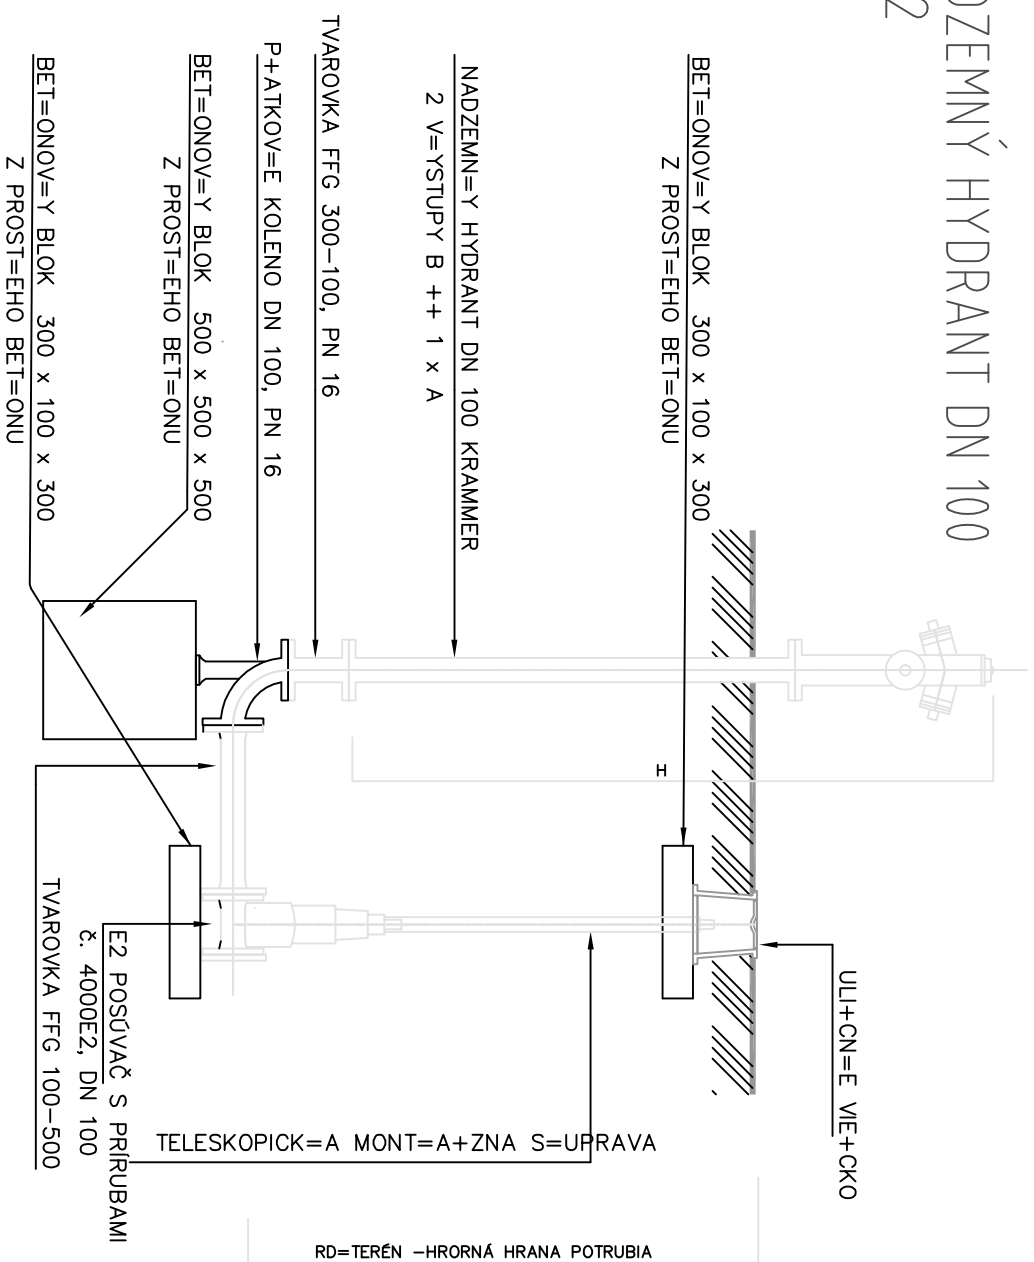 DZEMNÝ HYDRANT DN 100
2
BET=ONOV=Y BLOK 300 x 100 x 300
Z PROST=EHO BET=ONU
NADZEMN=Y HYDRANT DN 100 KRAMMER
2 V=YSTUPY B ++ 1 x A
TVAROVKA FFG 300-100, PN 16
P+ATKOV=E KOLENO DN 100, PN 16
BET=ONOV=Y BLOK 500 x 500 x 500
Z PROST=EHO BET=ONU
BET=ONOV=Y BLOK 300 x 100 x 300
Z PROST=EHO BET=ONU
H
ULI+CN=E VIE+CKO
E2 POSÚVAČ S PRÍRUBAMI
Č. 4000E2, DN 100
TVAROVKA FFG 100-500
TELESKOPICK=A MONT=A+ZNA S=UPRAVA
RD=TERÉN -HRORNÁ HRANA POTRUBIA